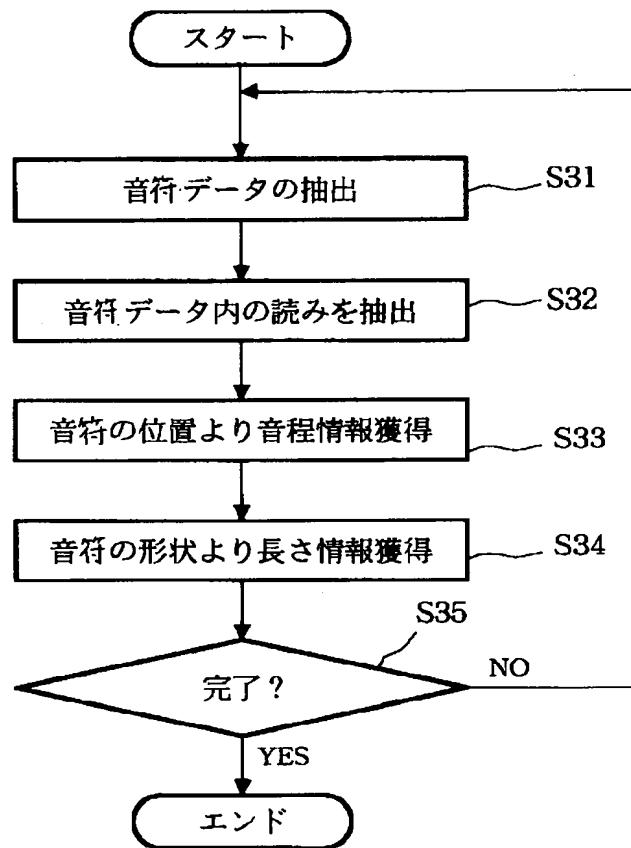 スタート
音符データの抽出
S31
音符データ内の読みを抽出
S32
音符の位置より音程情報獲得
S33
音符の形状より長さ情報獲得
S34
S35
完了？
NO
YES
エンド